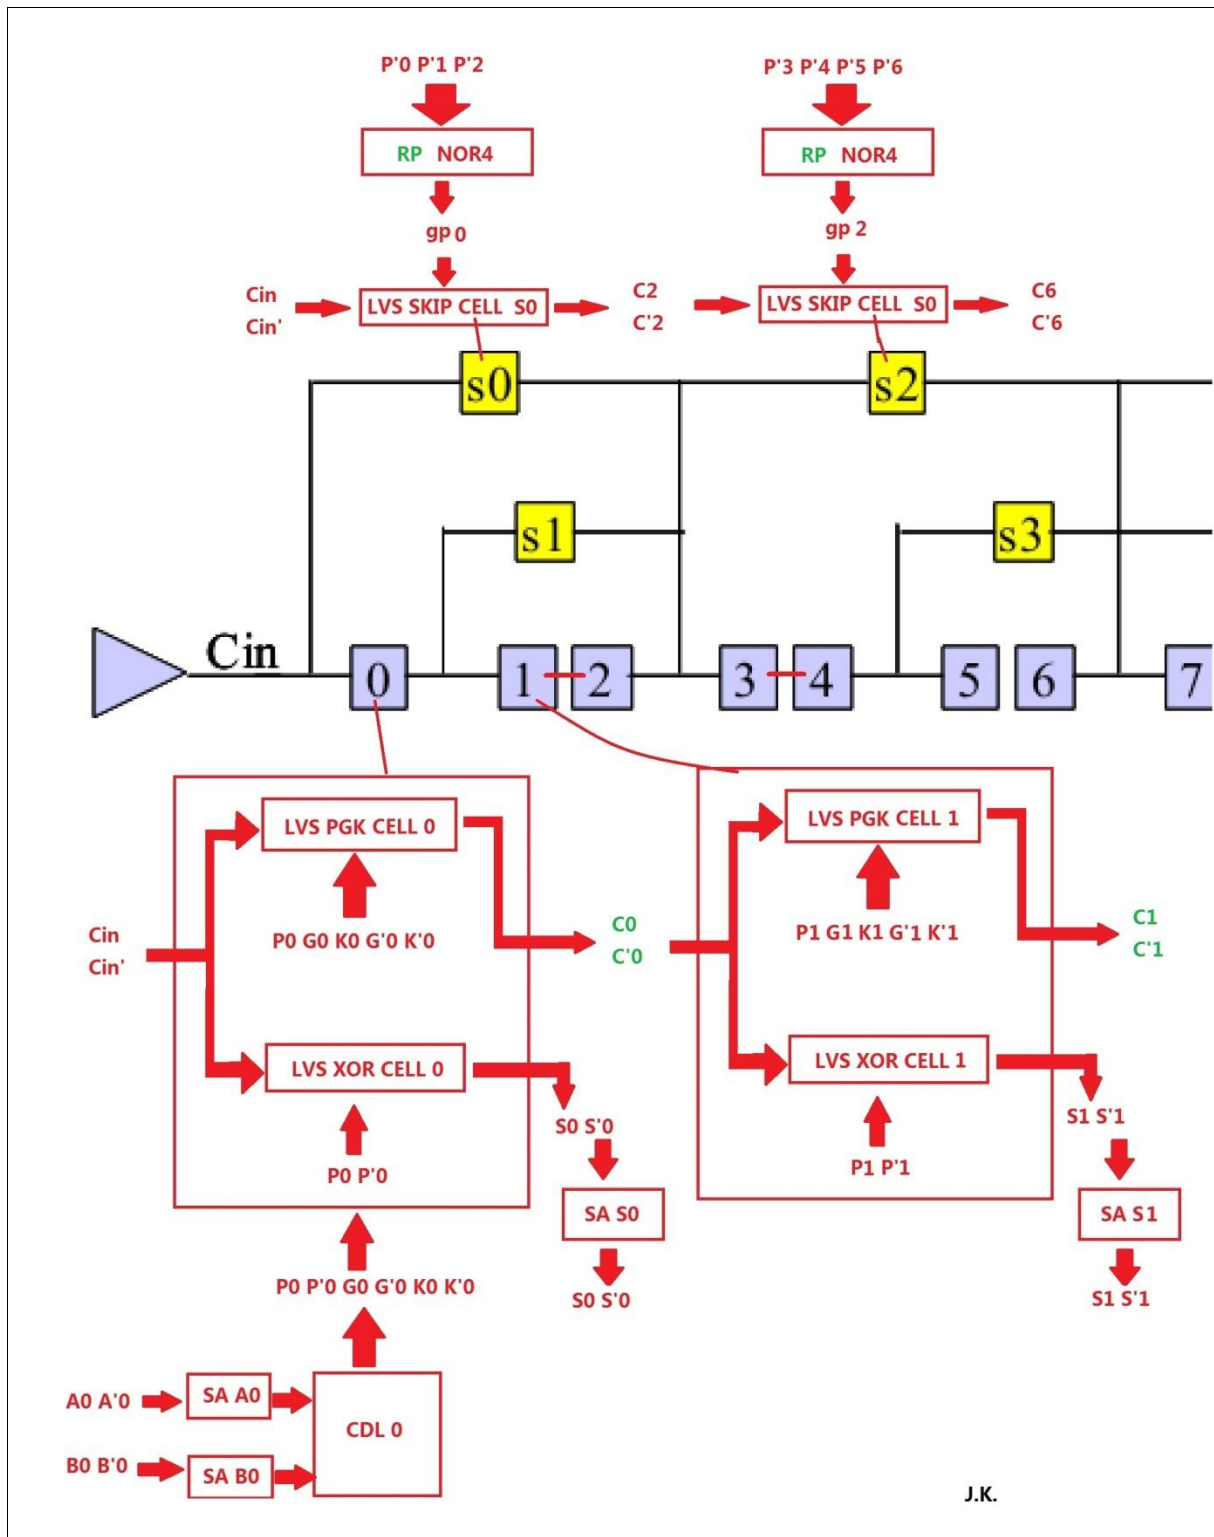 P'0 P'1 P'2
P'3 P'4 P'5 P'6
RP NOR4
RP NOR4
gp 0
gp 2
Cin
Cin'
LVS SKIP CELL S0
C2
C'2
LVS SKIP CELL S0
C6
C'6
s0
s2
s1
s3
Cin
0
1
2
3
4
5
6
7
LVS PGK CELL 0
P0 G0 K0 G'0 K'0
Cin
Cin'
C0
C'0
LVS XOR CELL 0
P0 P'0
S0 S'0
SA S0
S0 S'0
LVS PGK CELL 1
P1 G1 K1 G'1 K'1
C1
C'1
LVS XOR CELL 1
P1 P'1
S1 S'1
SA S1
S1 S'1
P0 P'0 G0 G'0 K0 K'0
A0 A'0
SA A0
CDL 0
B0 B'0
SA B0
J.K.